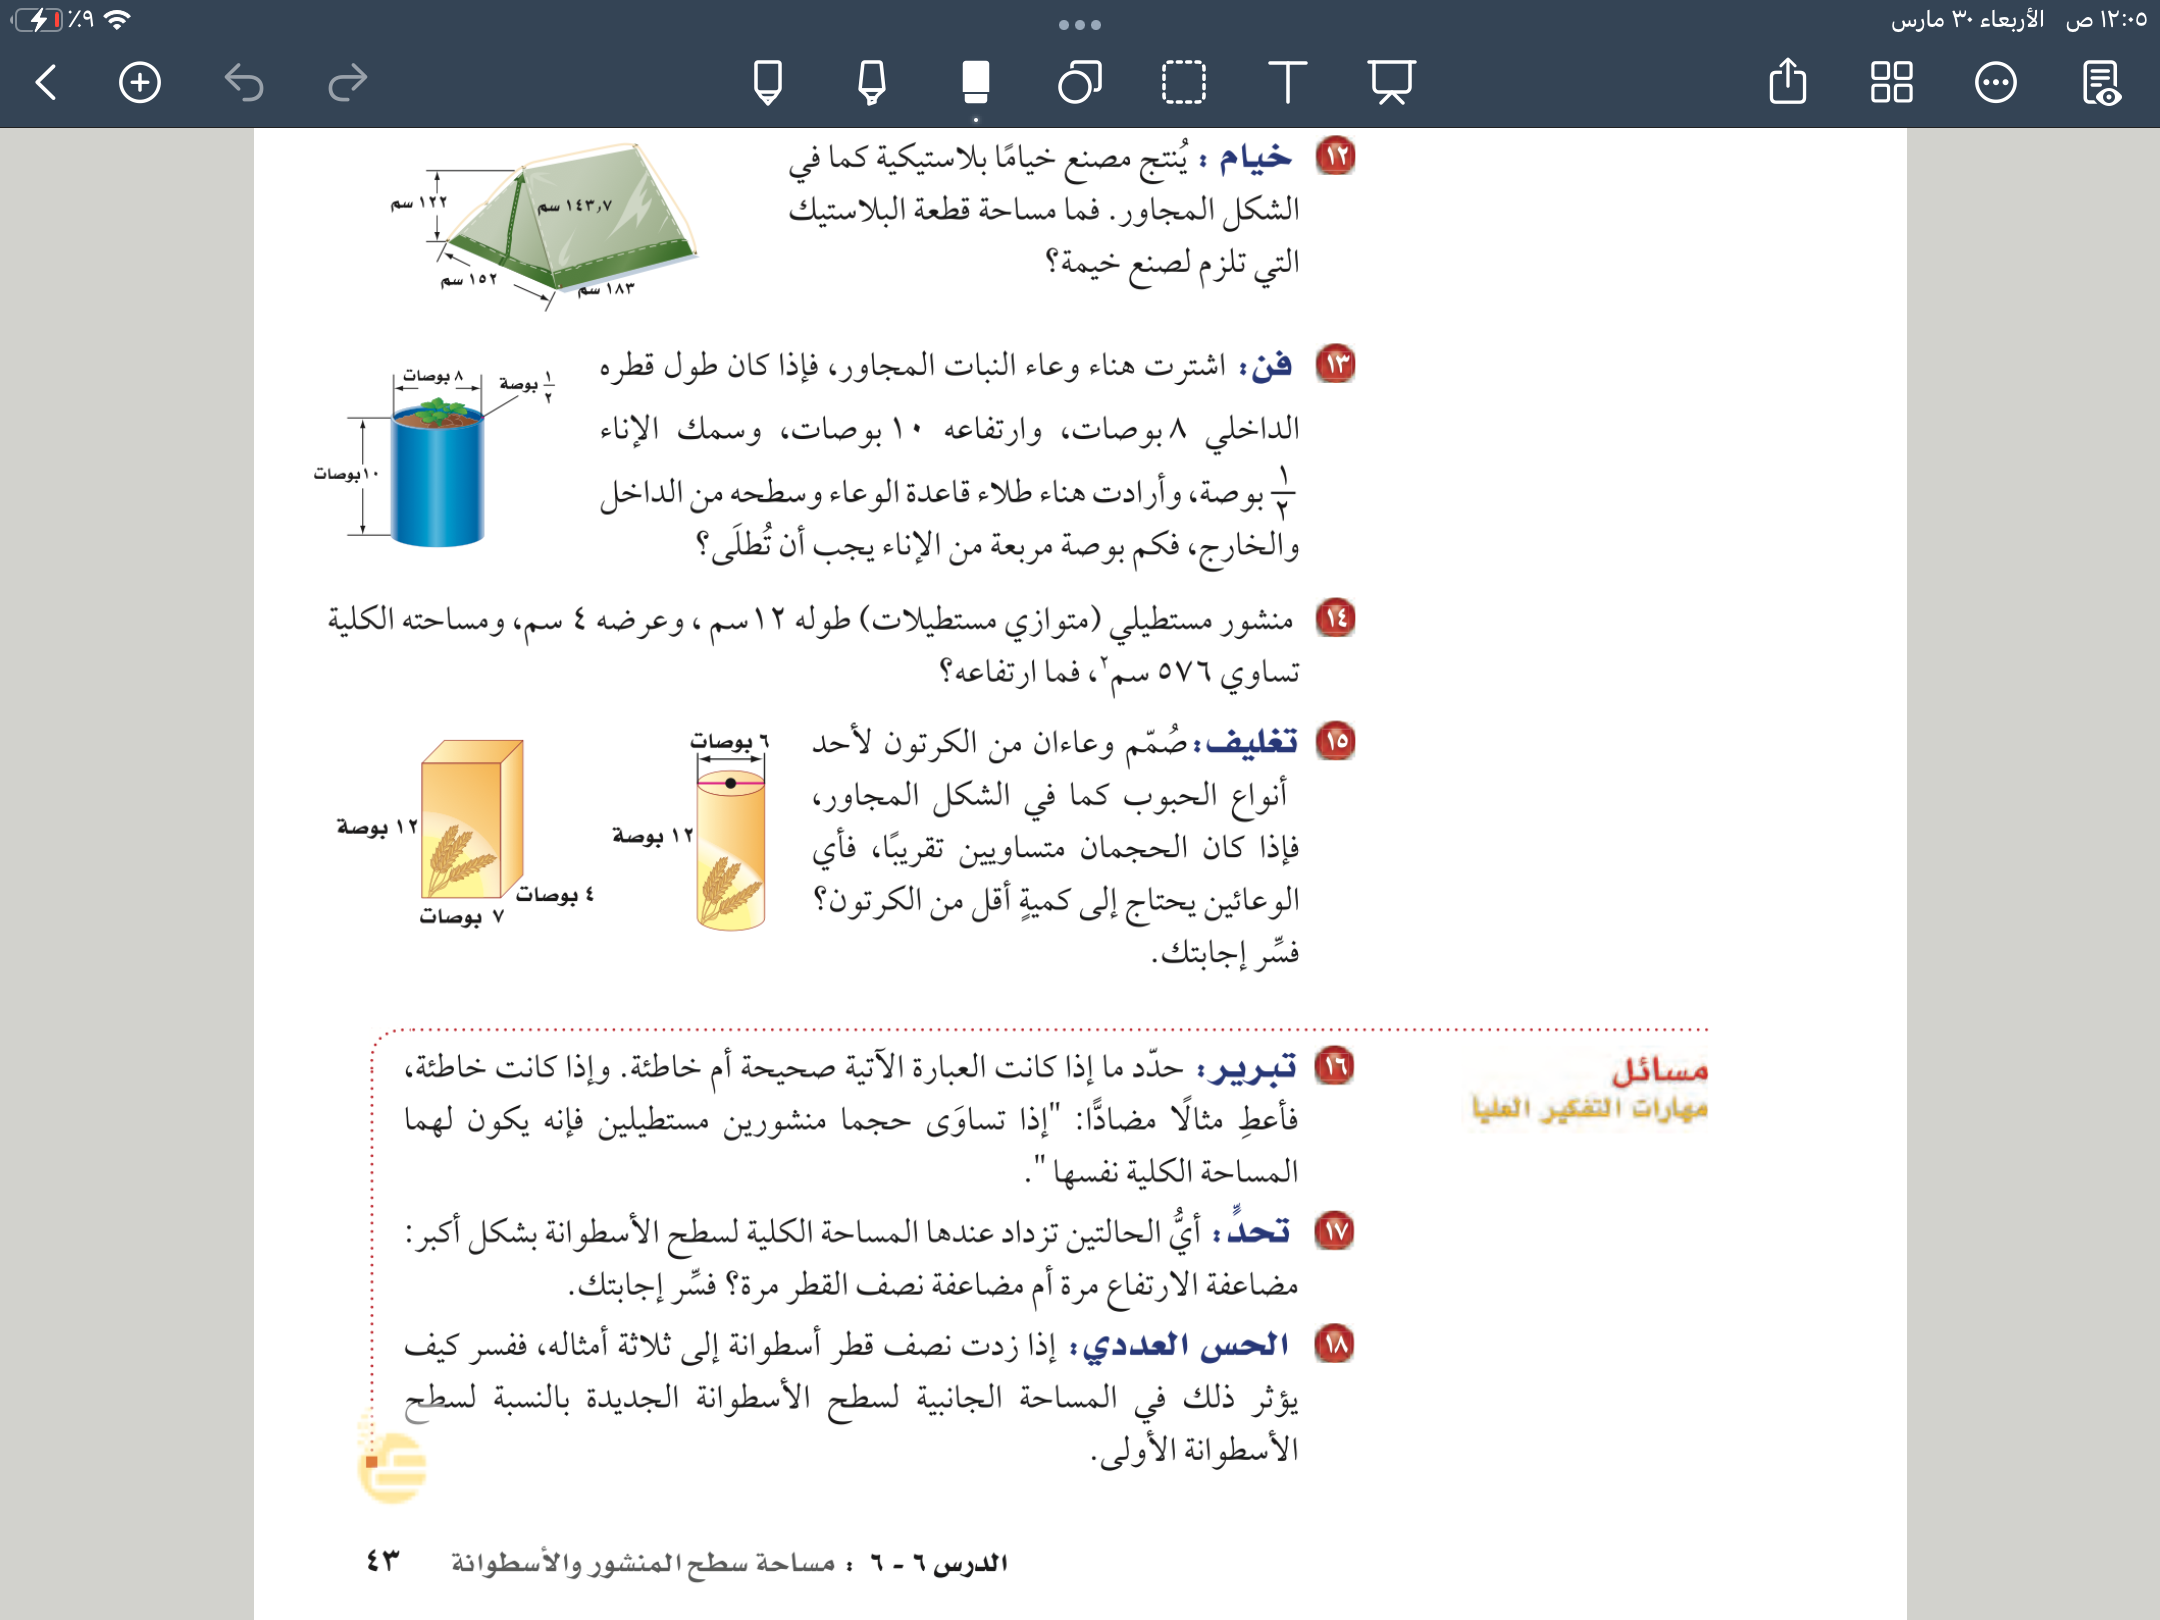 ١٢:٠٥ ص الأربعاء ٣٠ مارس
٪٩
١٢ خيام : يُنتج مصنع خيامًا بلاستيكية كما في
الشكل المجاور. فما مساحة قطعة البلاستيك
التي تلزم لصنع خيمة؟
١٢٢ سم
١٤٣,٧ سم
١٥٢ سم
١٨٣ سم
١٣ فن: اشترت هناء وعاء النبات المجاور، فإذا كان طول قطره
الداخلي ٨ بوصات، وارتفاعه ١٠ بوصات، وسمك الإناء
١/٢ بوصة، وأرادت هناء طلاء قاعدة الوعاء وسطحه من الداخل
والخارج، فكم بوصة مربعة من الإناء يجب أن تُطلَى؟
٨ بوصات
١/٢ بوصة
١٠بوصات
١٤ منشور مستطيلي (متوازي مستطيلات) طوله ١٢سم ، وعرضه ٤ سم، ومساحته الكلية
تساوي ٥٧٦ سم٢، فما ارتفاعه؟
١٥ تغليف: صُمّم وعاءان من الكرتون لأحد
أنواع الحبوب كما في الشكل المجاور،
فإذا كان الحجمان متساويين تقريبًا، فأي
الوعائين يحتاج إلى كميةٍ أقل من الكرتون؟
فسِّر إجابتك.
٦ بوصات
١٢ بوصة
١٢ بوصة
٤ بوصات
٧ بوصات
مسائل
مهارات التفكير العليا
١٦ تبرير: حدّد ما إذا كانت العبارة الآتية صحيحة أم خاطئة. وإذا كانت خاطئة،
فأعطِ مثالًا مضادًّا: "إذا تساوَى حجما منشورين مستطيلين فإنه يكون لهما
المساحة الكلية نفسها".
١٧ تحدٍّ: أيُّ الحالتين تزداد عندها المساحة الكلية لسطح الأسطوانة بشكل أكبر:
مضاعفة الارتفاع مرة أم مضاعفة نصف القطر مرة؟ فسِّر إجابتك.
١٨ الحس العددي: إذا زدت نصف قطر أسطوانة إلى ثلاثة أمثاله، ففسر كيف
يؤثر ذلك في المساحة الجانبية لسطح الأسطوانة الجديدة بالنسبة لسطح
الأسطوانة الأولى.
الدرس ٦ - ٦ : مساحة سطح المنشور والأسطوانة ٤٣